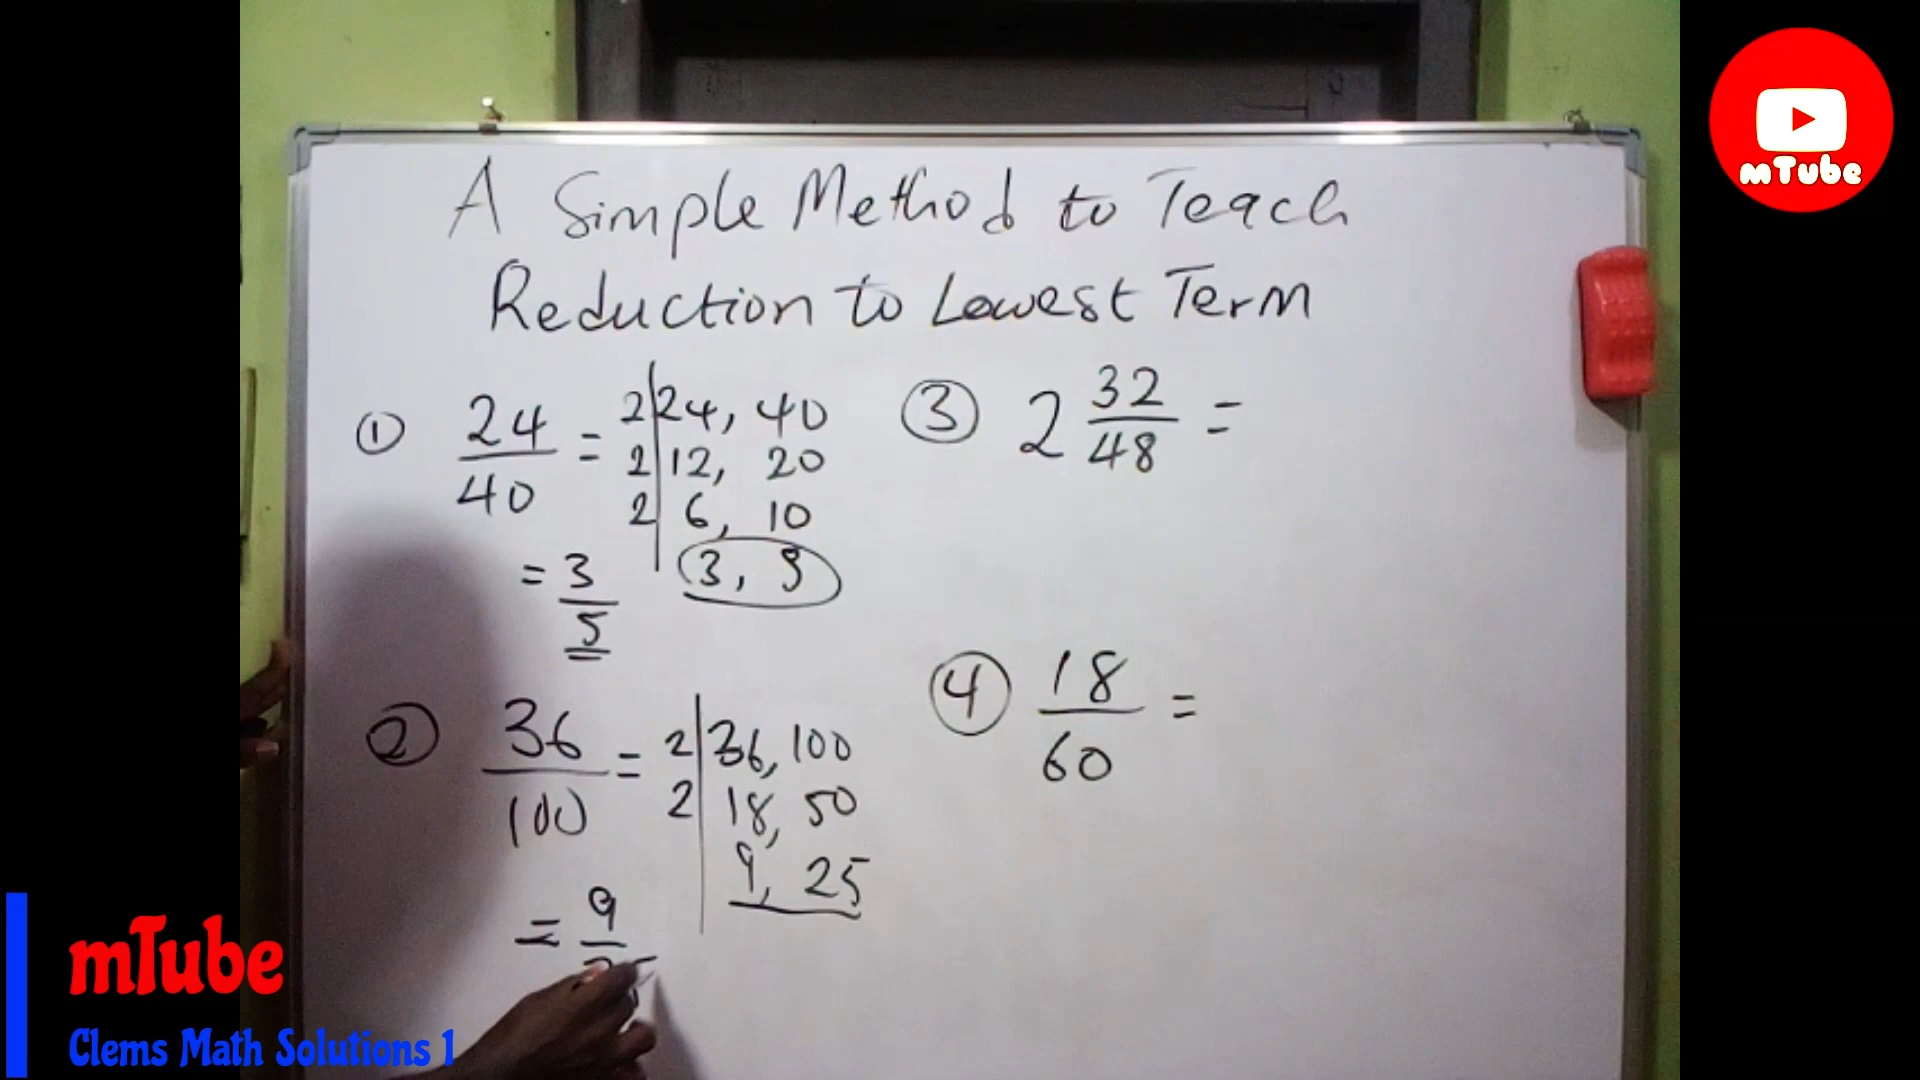 A Simple Method to Teach
Reduction to Lowest Term
① 24/40 = 2|24, 40
2|12, 20
2|6, 10
3, 5
= 3/5
② 36/100 = 2|36, 100
2|18, 50
9, 25
= 9/
③ 2 32/48 =
④ 18/60 =
mTube
mTube
Clems Math Solutions 1